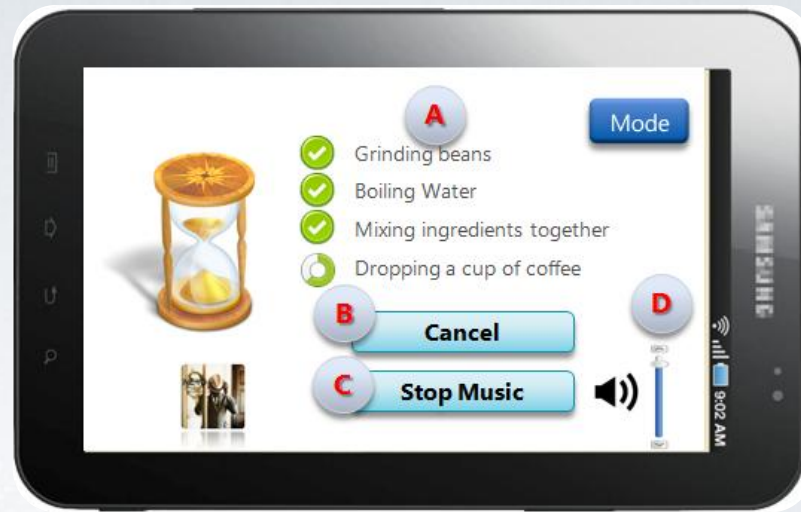 A
Mode
Grinding beans
Boiling Water
Mixing ingredients together
Dropping a cup of coffee
B
Cancel
D
C
Stop Music
SAMSUNG
9:02 AM